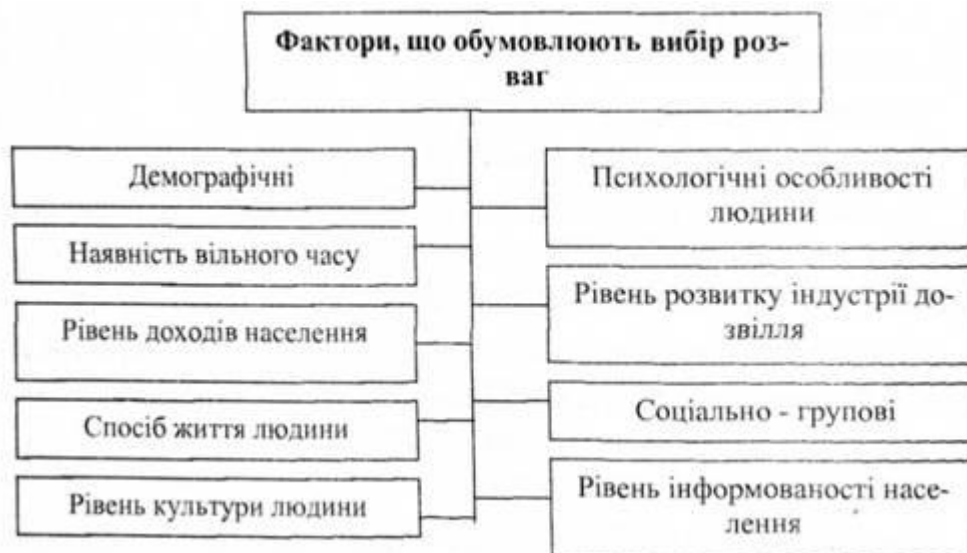 Фактори, що обумовлюють вибір роз-
ваг
Демографічні
Наявність вільного часу
Рівень доходів населення
Спосіб життя людини
Рівень культури людини
Психологічні особливості
людини
Рівень розвитку індустрії до-
звілля
Соціально - групові
Рівень інформованості насе-
лення